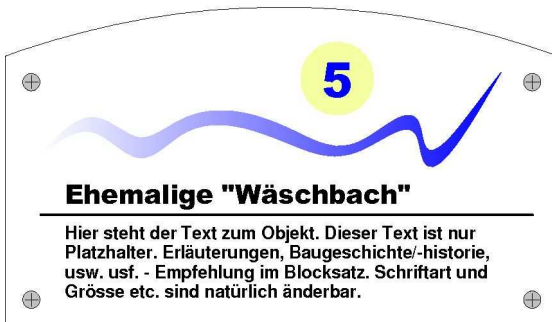 5
Ehemalige "Wäschbach"
Hier steht der Text zum Objekt. Dieser Text ist nur
Platzhalter. Erläuterungen, Baugeschichte/-historie,
usw. usf. - Empfehlung im Blocksatz. Schriftart und
Grösse etc. sind natürlich änderbar.